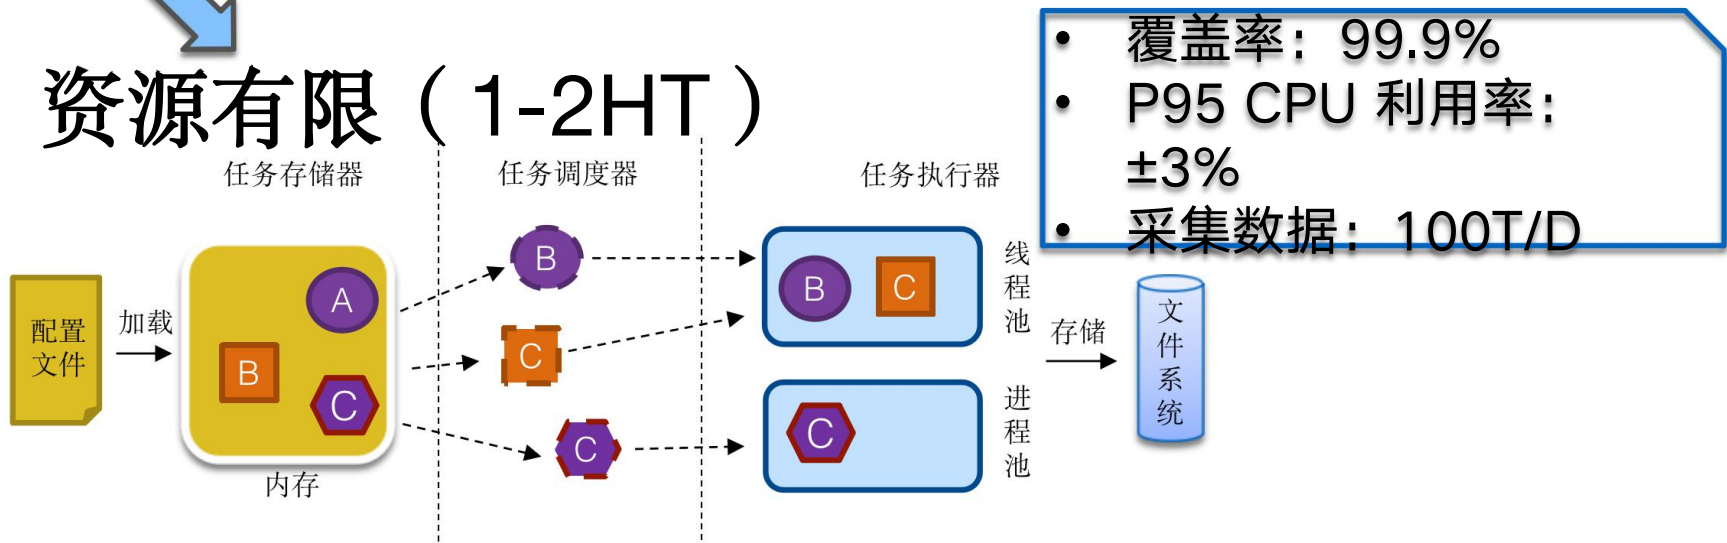 资源有限（1-2HT）
• 覆盖率：99.9%
• P95 CPU 利用率：
±3%
• 采集数据：100T/D
任务存储器
任务调度器
任务执行器
配置
文件
加载
A
B
C
内存
B
C
C
B
C
线
程
池
C
进
程
池
存储
文
件
系
统